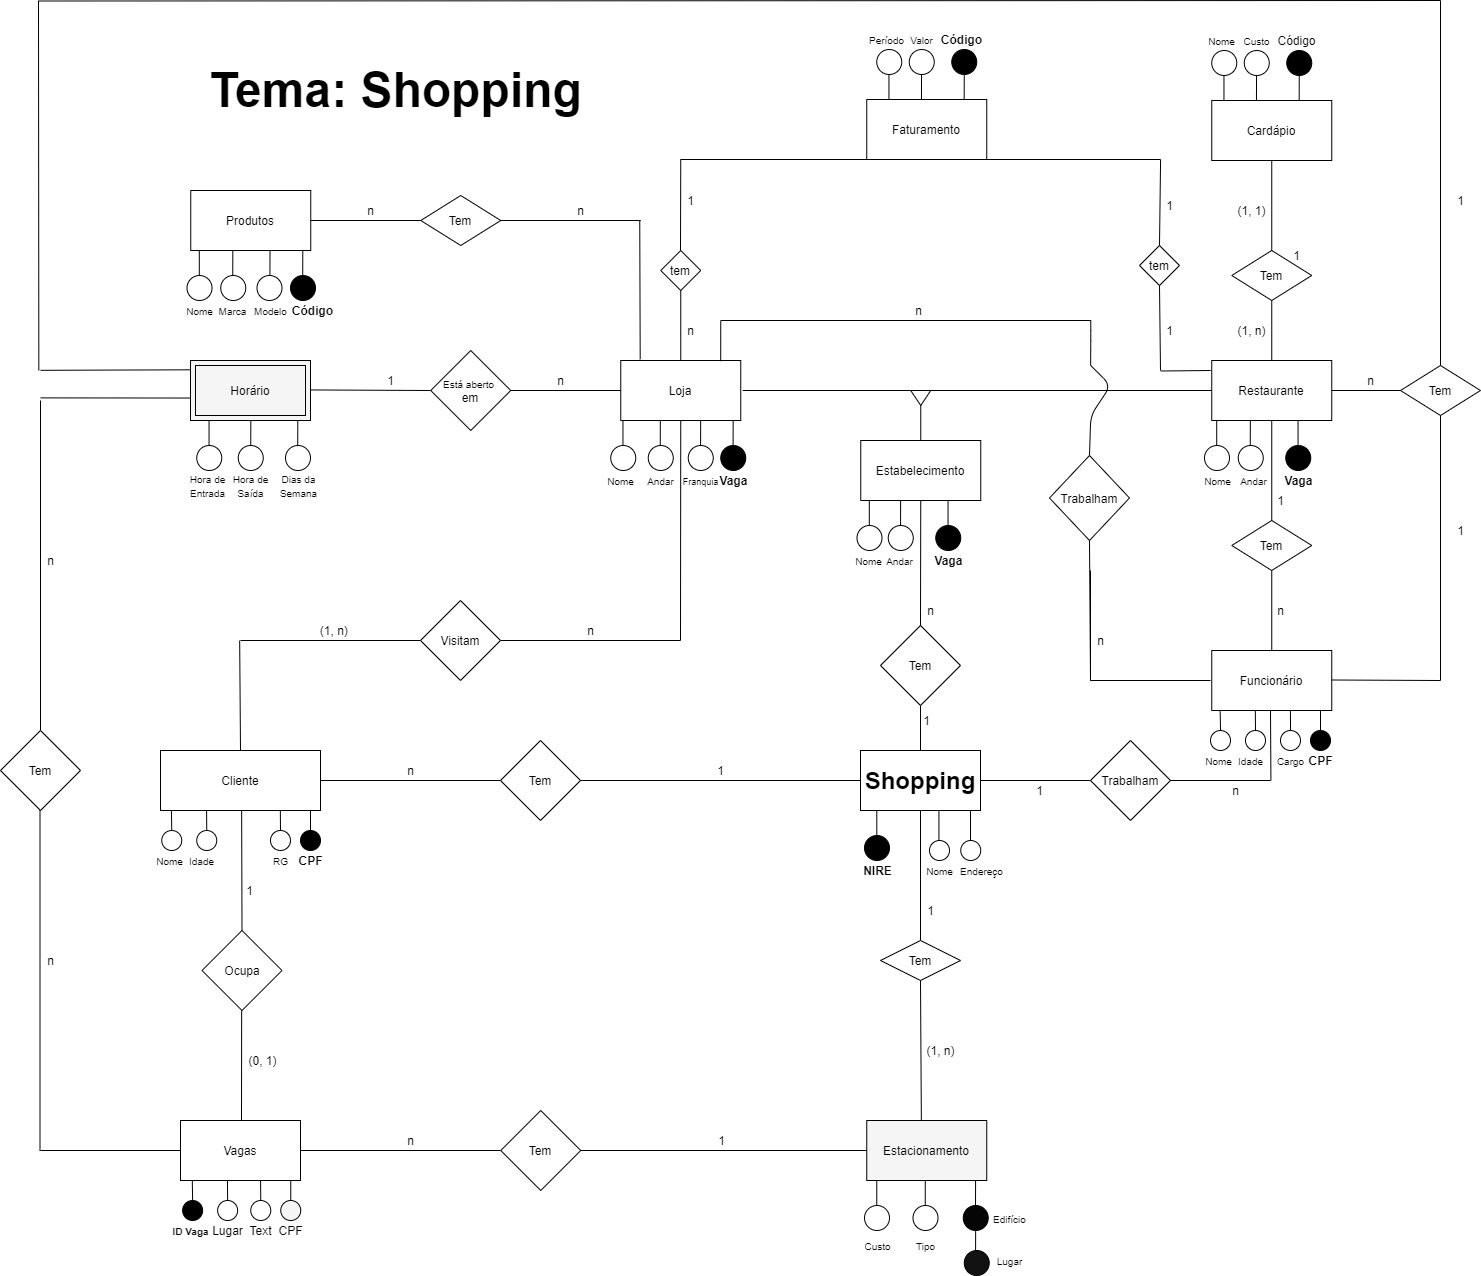 Tema: Shopping
Período Valor Código
Nome Custo Código
Faturamento
Cardápio
Produtos
n
Tem
n
1
1
(1, 1)
1
Nome Marca Modelo Código
tem
tem
1
Tem
n
n
1
(1, n)
Horário
1
Está aberto
em
n
Loja
Restaurante
n
Tem
Hora de
Entrada
Hora de
Saída
Dias da
Semana
Nome Andar Franquia Vaga
Estabelecimento
Trabalham
Nome Andar Vaga
1
1
n
Nome Andar Vaga
Tem
(1, n)
Visitam
n
n
Tem
n
n
Funcionário
1
Tem
Cliente
n
Tem
1
Shopping
1
Trabalham
n
Nome Idade Cargo CPF
Nome Idade RG CPF
NIRE Nome Endereço
1
1
n
Ocupa
Tem
(0, 1)
(1, n)
Vagas
n
Tem
1
Estacionamento
ID Vaga Lugar Text CPF
Custo Tipo Edifício
Lugar